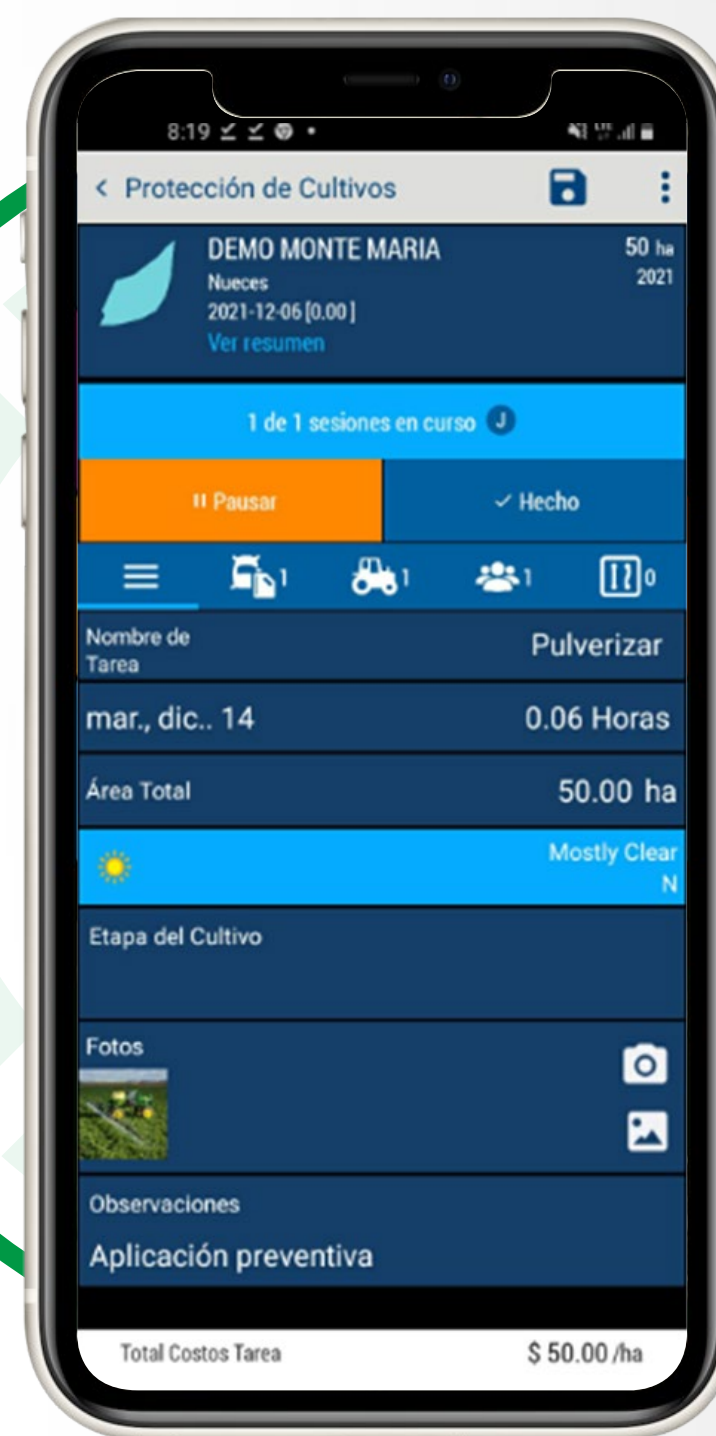 8:19
LTE
< Protección de Cultivos
DEMO MONTE MARIA
50 ha
Nueces
2021
2021-12-06 [0.00 ]
Ver resumen
1 de 1 sesiones en curso J
Pausar
Hecho
1
1
1
0
Nombre de
Tarea
Pulverizar
mar., dic.. 14
0.06 Horas
Área Total
50.00 ha
Mostly Clear
N
Etapa del Cultivo
Fotos
Observaciones
Aplicación preventiva
Total Costos Tarea
$ 50.00 /ha